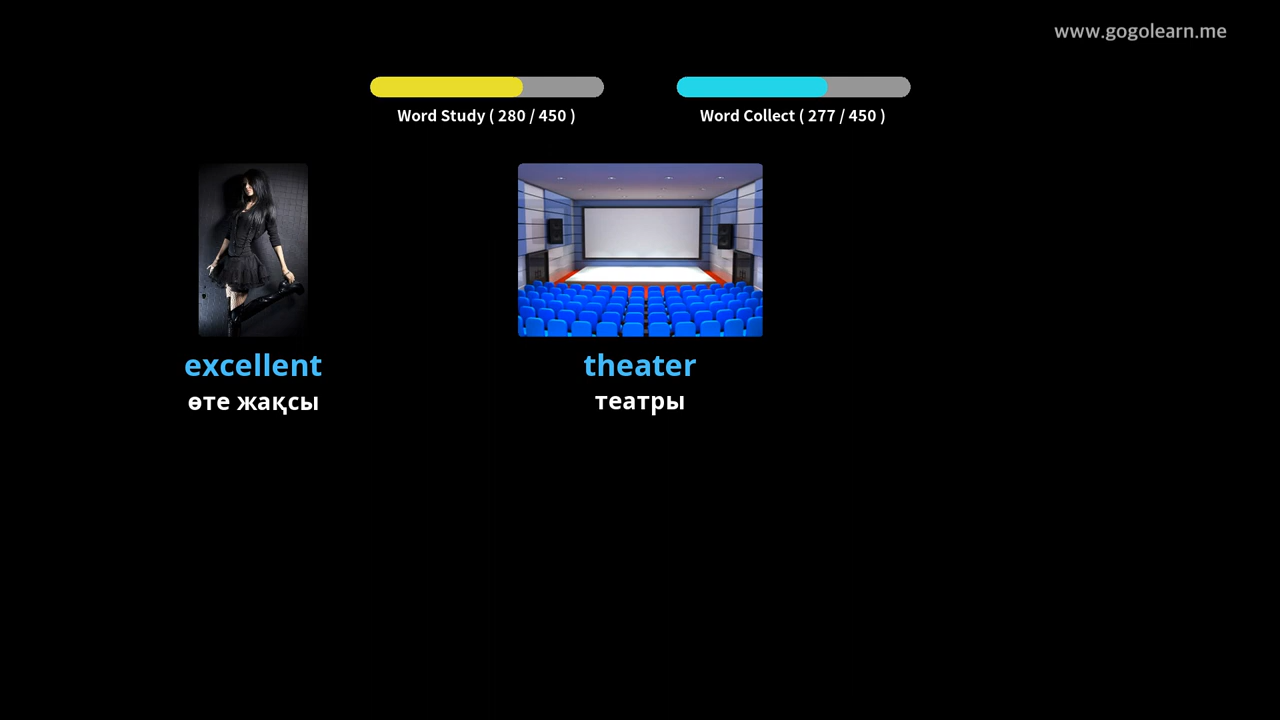 www.gogolearn.me
Word Study ( 280 / 450 )
Word Collect ( 277 / 450 )
excellent
өте жақсы
theater
театры